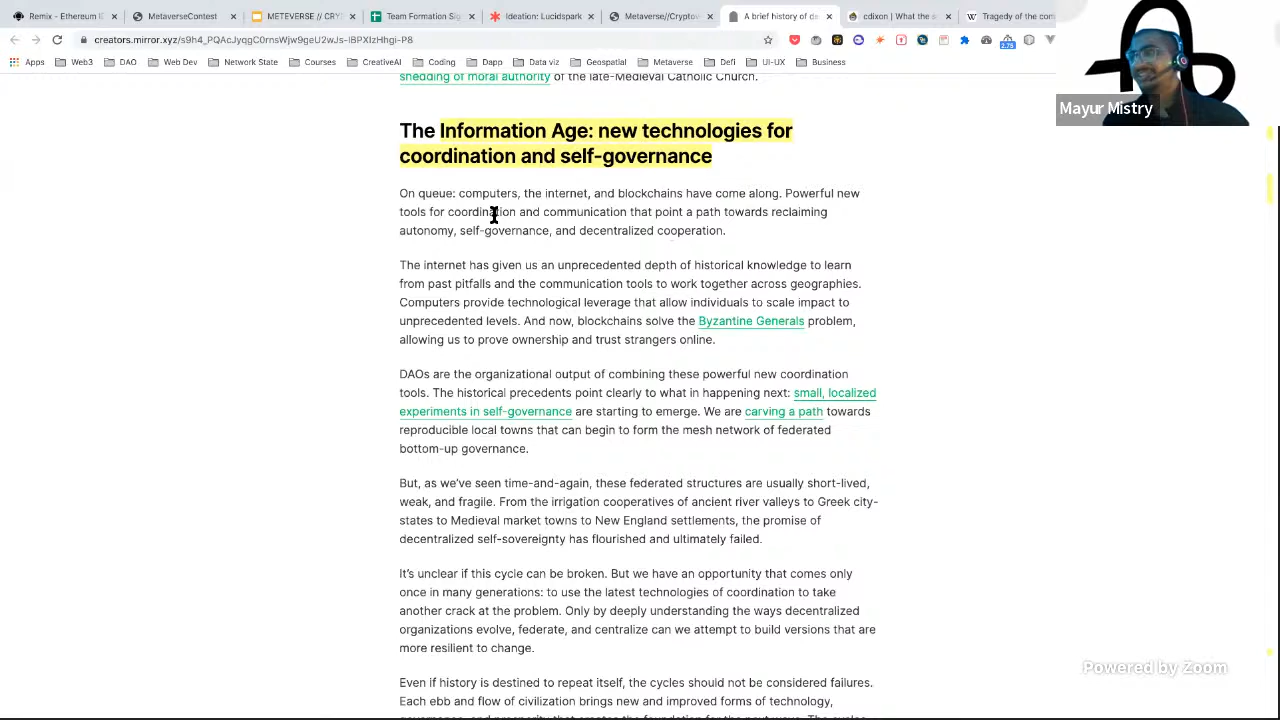 Remix - Ethereum I
MetaverseContest
METEVERSE // CRY
Team Formation Sig
Ideation: Lucidspark
Metaverse//Crypto
A brief history of de
cdixon | What the s
Tragedy of the com
creators.mirror.xyz/s9h4_PQAcJyqgC0rnsWjw9geU2wJs-lBPXIzHhgi-P8
2.75
Apps
Web3
DAO
Web Dev
Network State
Courses
CreativeAI
Coding
Dapp
Data viz
Geospatial
Metaverse
Defi
UI-UX
Business
Mayur Mistry
shedding of moral authority of the late-Medieval Catholic Church.
The Information Age: new technologies for
coordination and self-governance
On queue: computers, the internet, and blockchains have come along. Powerful new
tools for coordination and communication that point a path towards reclaiming
autonomy, self-governance, and decentralized cooperation.
The internet has given us an unprecedented depth of historical knowledge to learn
from past pitfalls and the communication tools to work together across geographies.
Computers provide technological leverage that allow individuals to scale impact to
unprecedented levels. And now, blockchains solve the Byzantine Generals problem,
allowing us to prove ownership and trust strangers online.
DAOs are the organizational output of combining these powerful new coordination
tools. The historical precedents point clearly to what in happening next: small, localized
experiments in self-governance are starting to emerge. We are carving a path towards
reproducible local towns that can begin to form the mesh network of federated
bottom-up governance.
But, as we've seen time-and-again, these federated structures are usually short-lived,
weak, and fragile. From the irrigation cooperatives of ancient river valleys to Greek city-
states to Medieval market towns to New England settlements, the promise of
decentralized self-sovereignty has flourished and ultimately failed.
It's unclear if this cycle can be broken. But we have an opportunity that comes only
once in many generations: to use the latest technologies of coordination to take
another crack at the problem. Only by deeply understanding the ways decentralized
organizations evolve, federate, and centralize can we attempt to build versions that are
more resilient to change.
Powered by Zoom
Even if history is destined to repeat itself, the cycles should not be considered failures.
Each ebb and flow of civilization brings new and improved forms of technology,